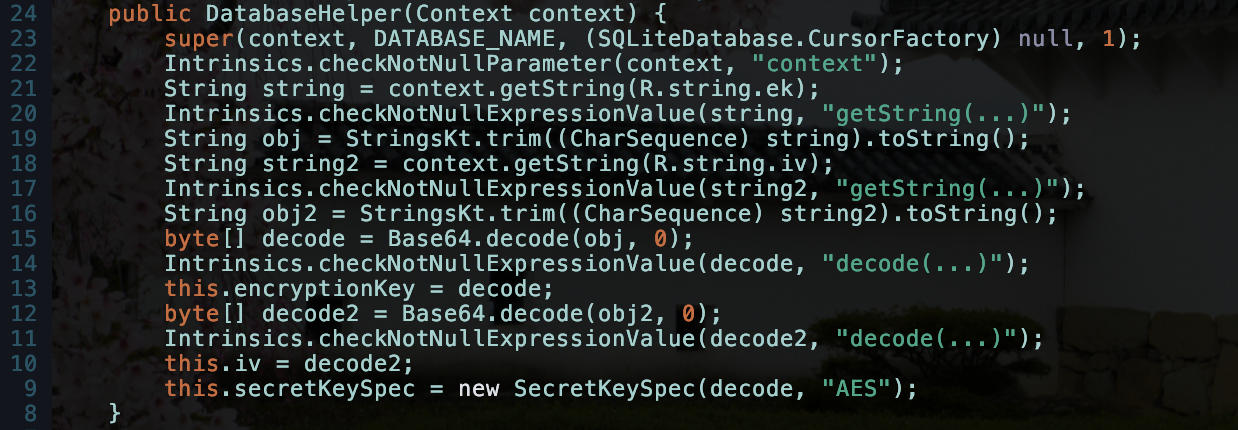 24 public DatabaseHelper(Context context) {
23 super(context, DATABASE_NAME, (SQLiteDatabase.CursorFactory) null, 1);
22 Intrinsics.checkNotNullParameter(context, "context");
21 String string = context.getString(R.string.ek);
20 Intrinsics.checkNotNullExpressionValue(string, "getString(...)");
19 String obj = StringsKt.trim((CharSequence) string).toString();
18 String string2 = context.getString(R.string.iv);
17 Intrinsics.checkNotNullExpressionValue(string2, "getString(...)");
16 String obj2 = StringsKt.trim((CharSequence) string2).toString();
15 byte[] decode = Base64.decode(obj, 0);
14 Intrinsics.checkNotNullExpressionValue(decode, "decode(...)");
13 this.encryptionKey = decode;
12 byte[] decode2 = Base64.decode(obj2, 0);
11 Intrinsics.checkNotNullExpressionValue(decode2, "decode(...)");
10 this.iv = decode2;
9 this.secretKeySpec = new SecretKeySpec(decode, "AES");
8 }